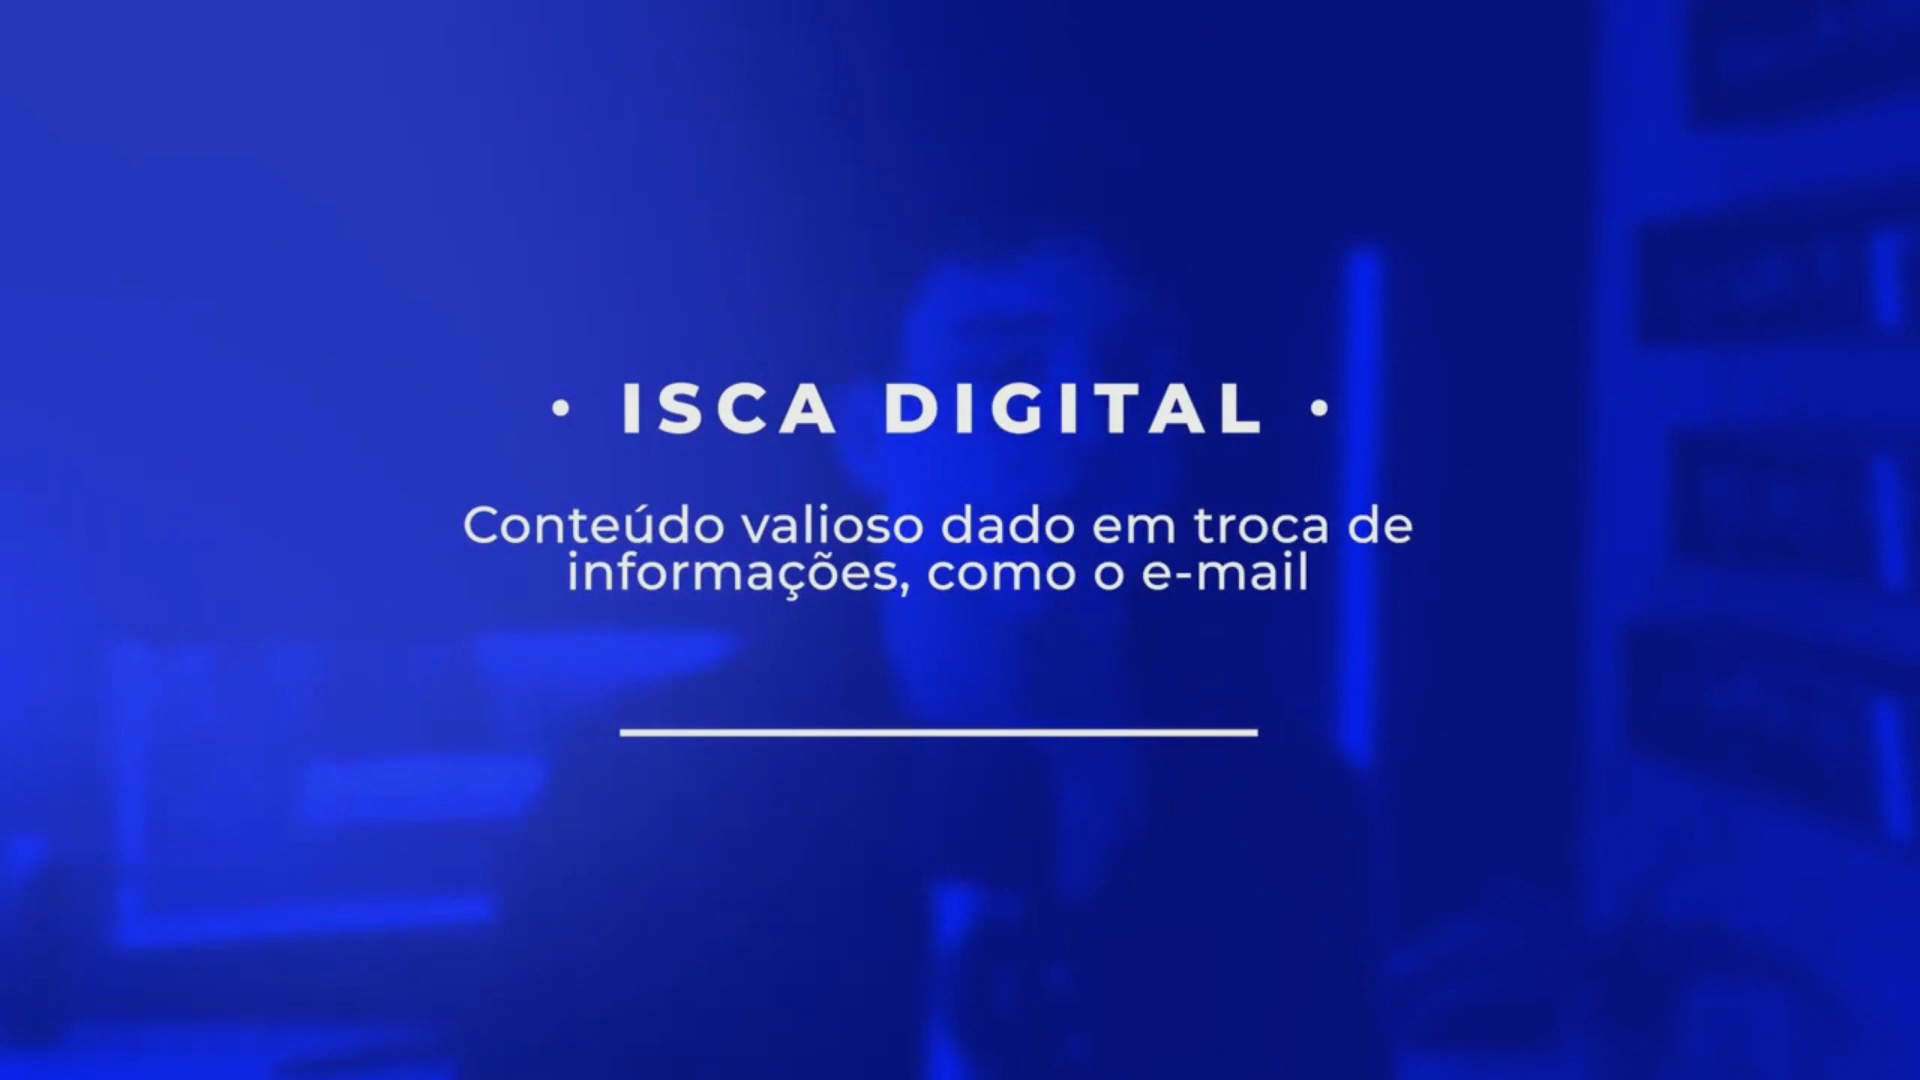 • ISCA DIGITAL •
Conteúdo valioso dado em troca de
informações, como o e-mail